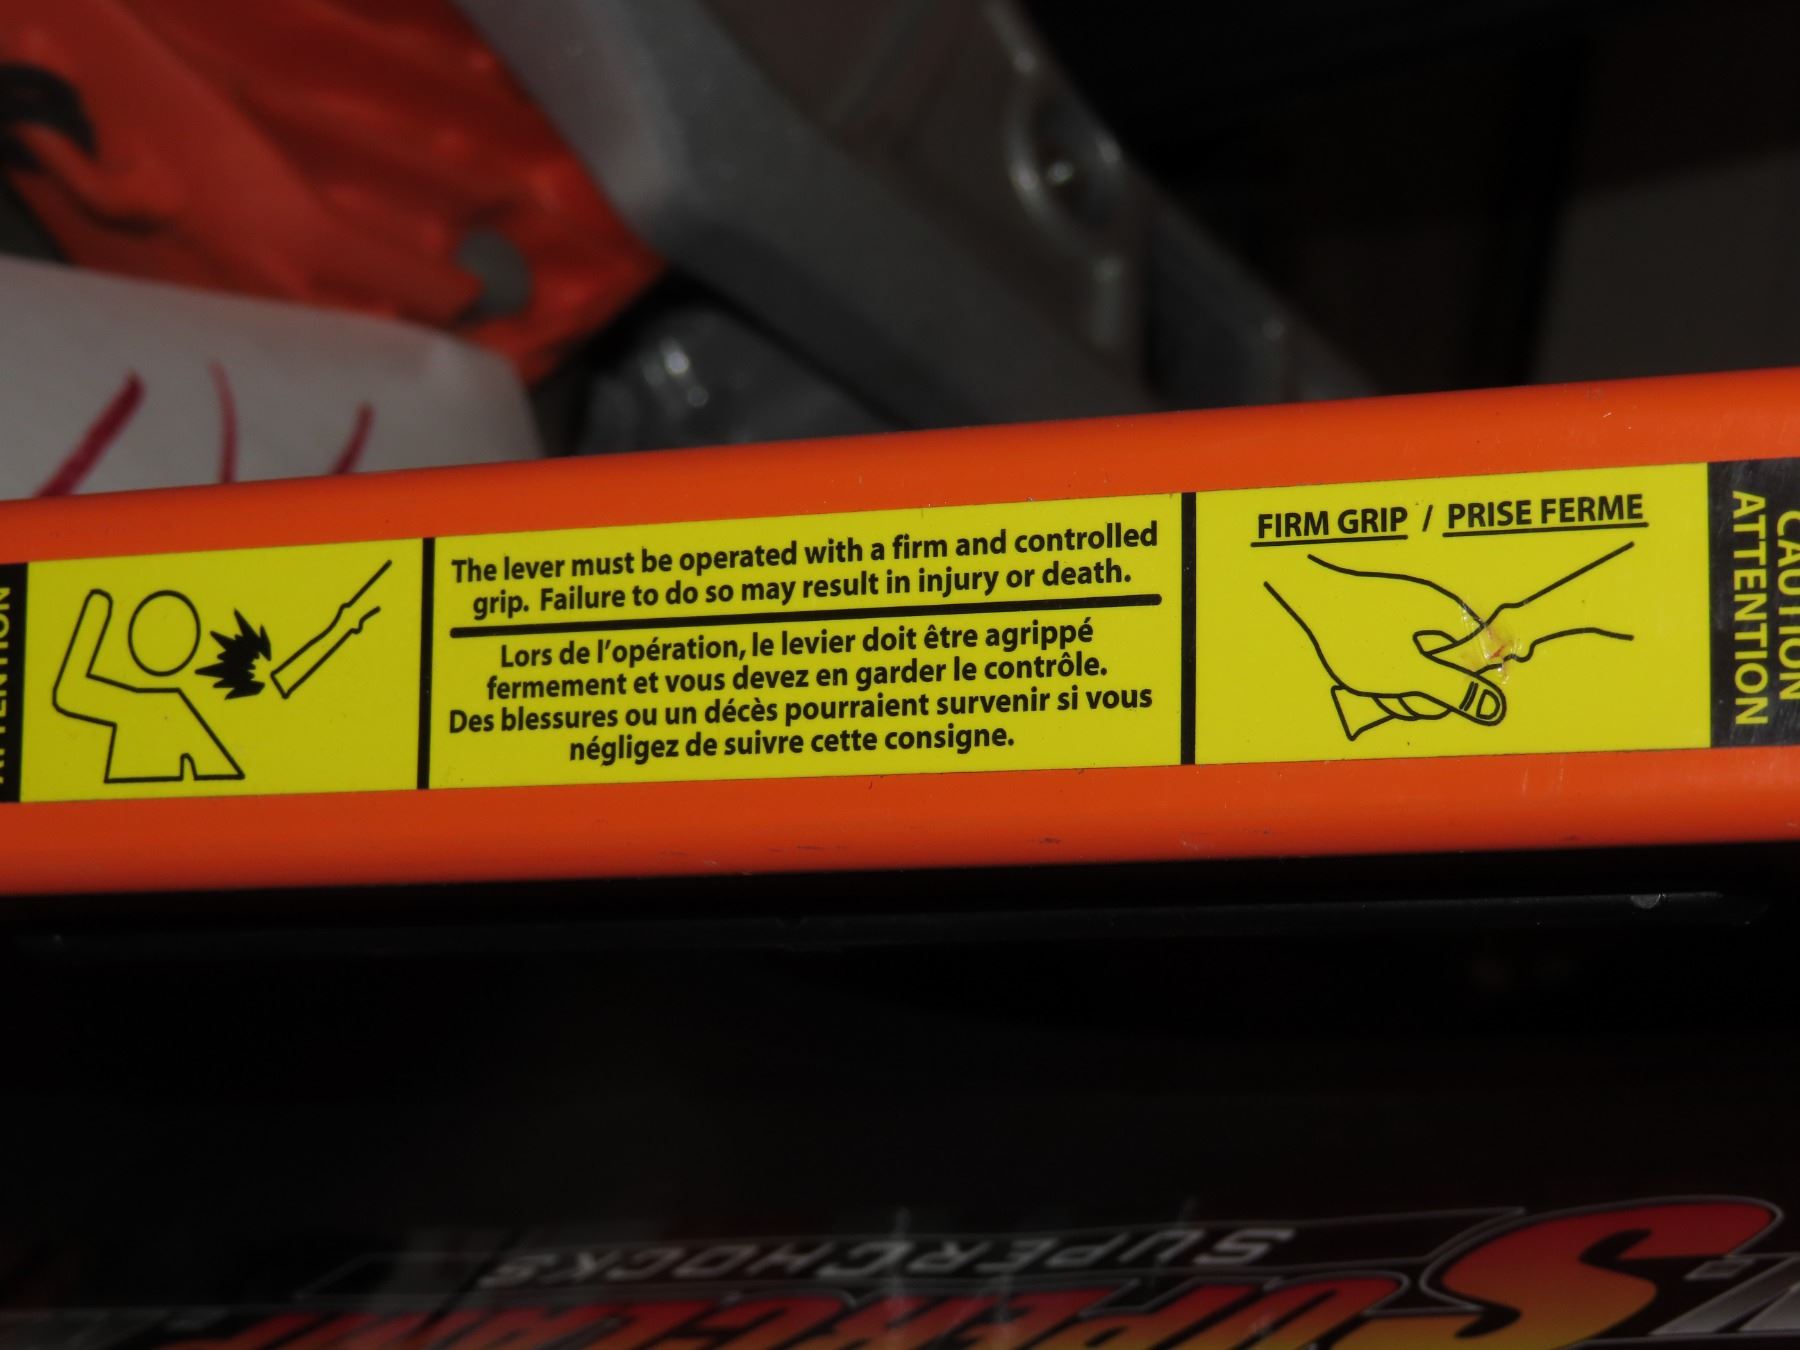 ATTENTION
The lever must be operated with a firm and controlled
grip. Failure to do so may result in injury or death.
Lors de l'opération, le levier doit être agrippé
fermement et vous devez en garder le contrôle.
Des blessures ou un décès pourraient survenir si vous
négligez de suivre cette consigne.
FIRM GRIP / PRISE FERME
CAUTION
ATTENTION
SUPERCHOCKS
SUPERCLAMP